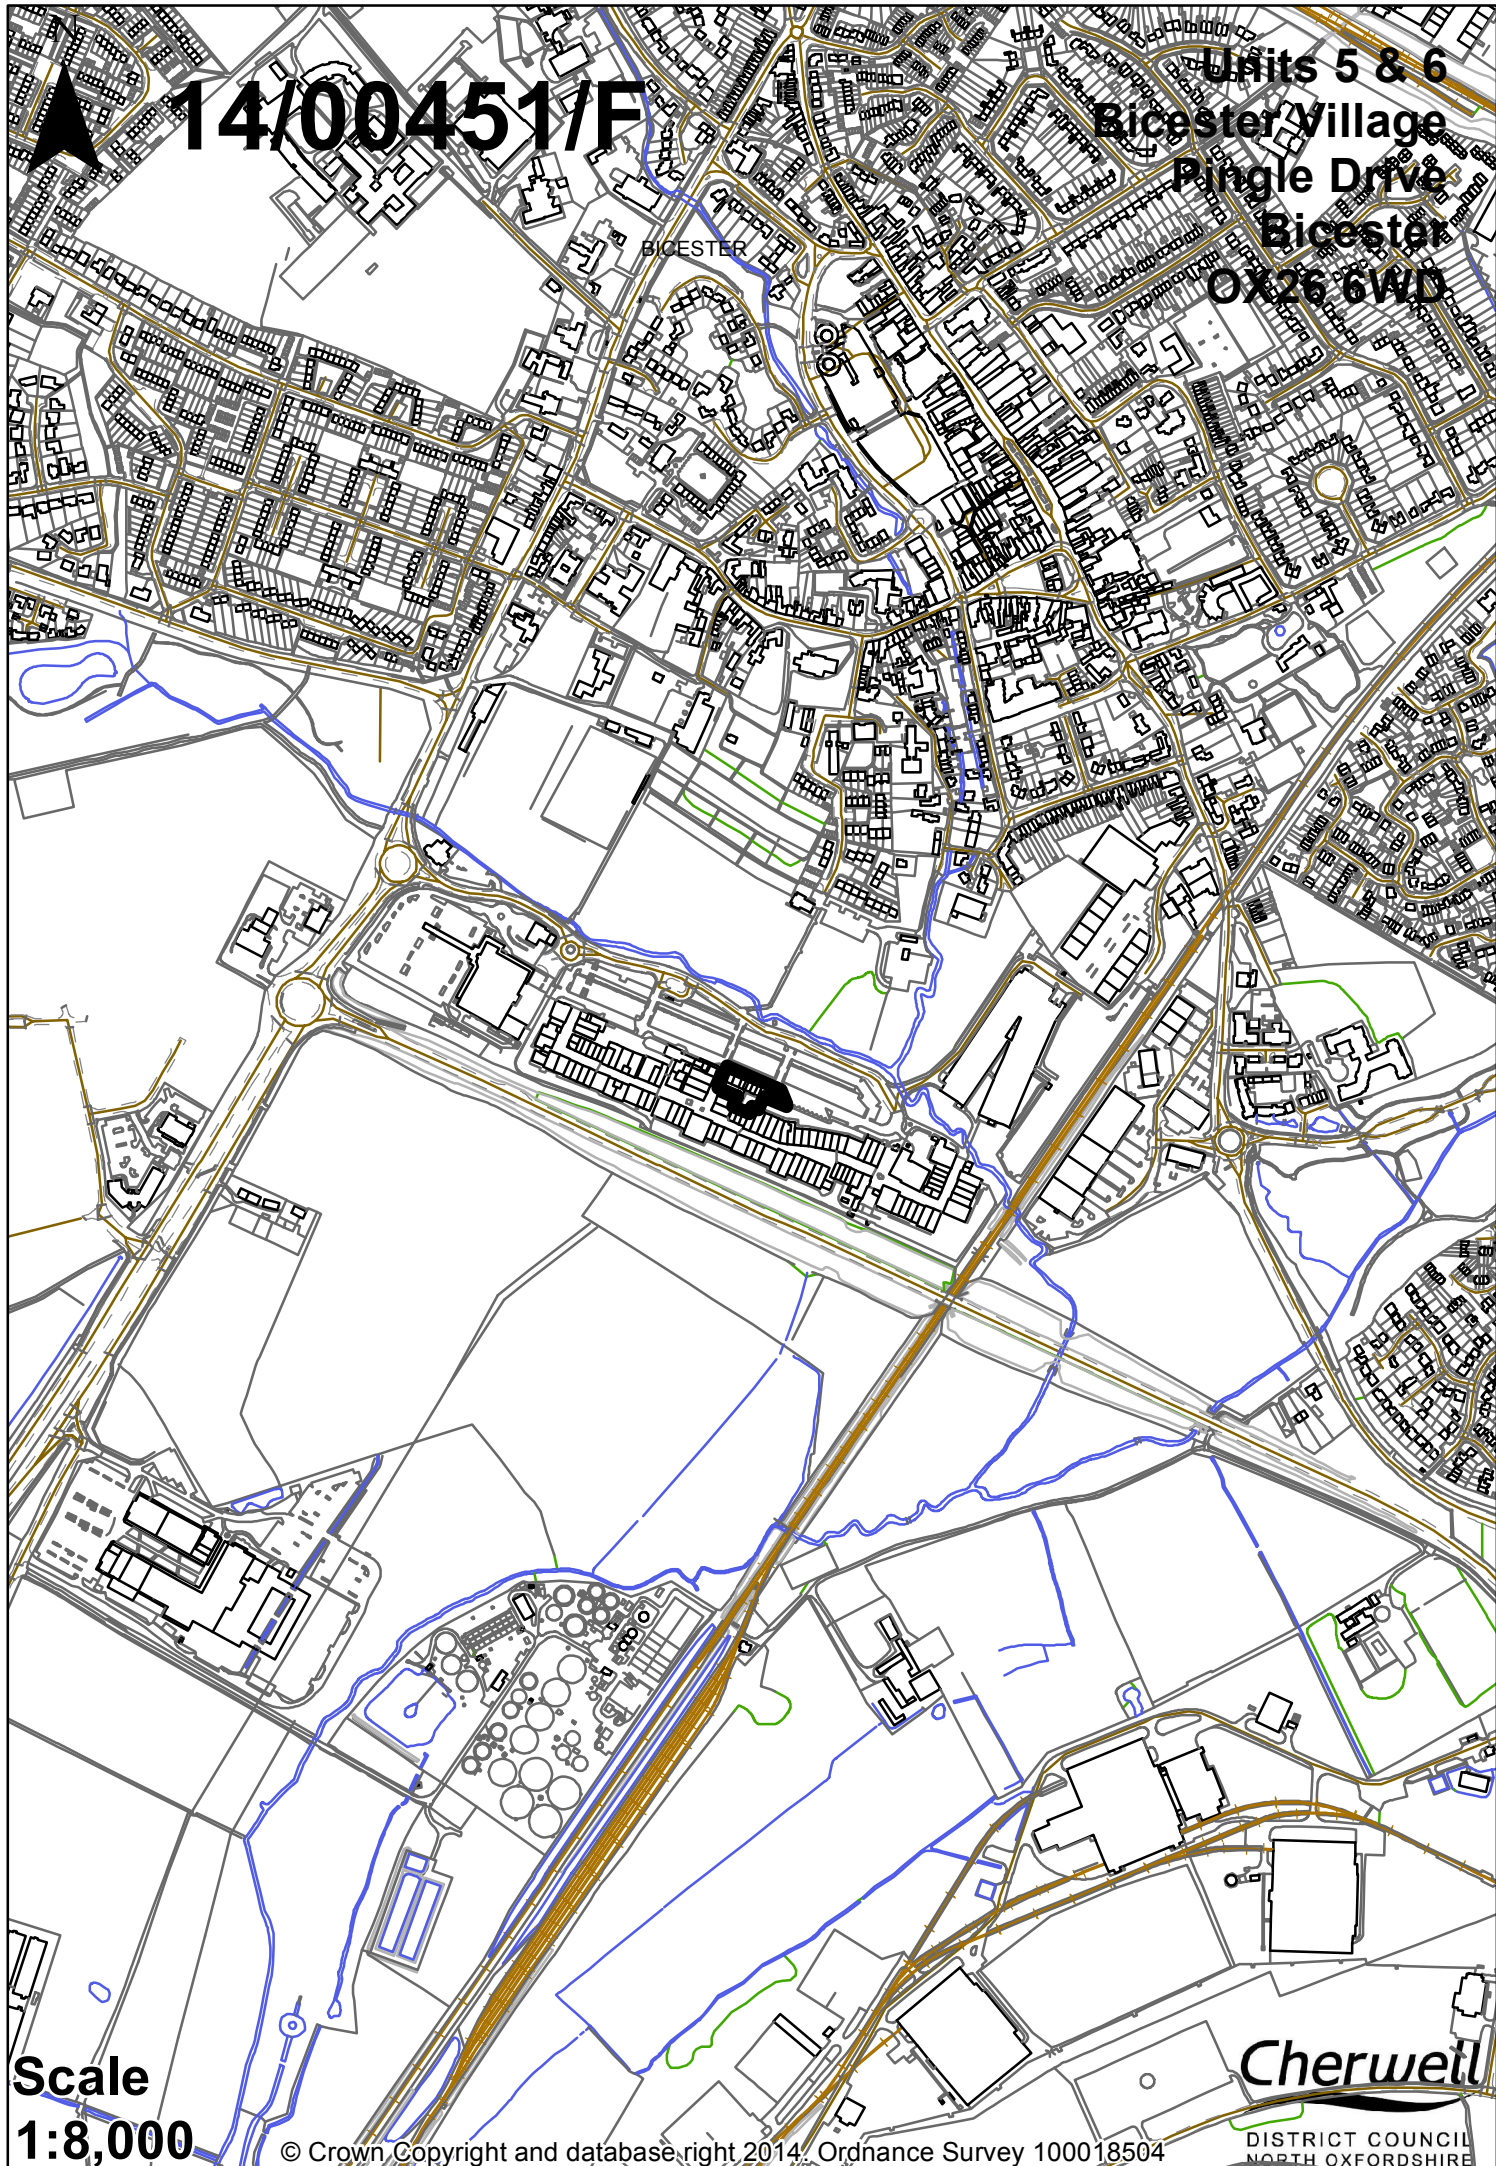 N
14/00451/F
Units 5 & 6
Bicester Village
Pingle Drive
Bicester
OX26 6WD
BICESTER
Scale
1:8,000
© Crown Copyright and database right 2014. Ordnance Survey 100018504
Cherwell
DISTRICT COUNCIL
NORTH OXFORDSHIRE